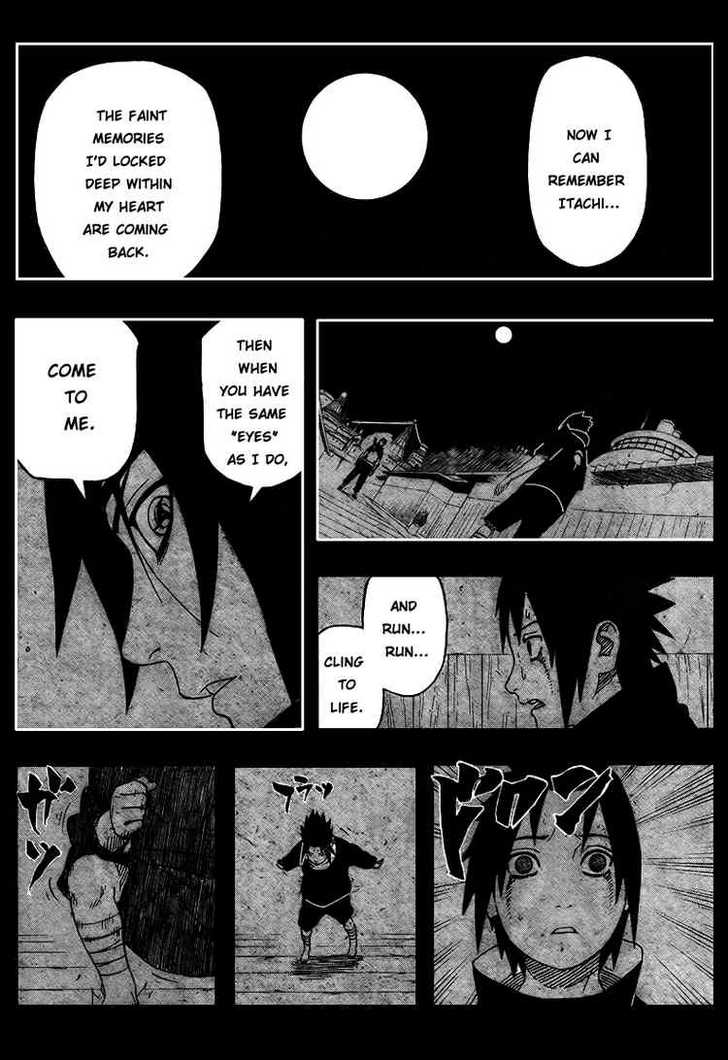 NOW I
CAN
REMEMBER
ITACHI...
THE FAINT
MEMORIES
I'D LOCKED
DEEP WITHIN
MY HEART
ARE COMING
BACK.
AND
RUN...
RUN...
CLING
TO
LIFE.
THEN
WHEN
YOU HAVE
THE SAME
"EYES"
AS I DO,
COME
TO
ME.
ドクン
フラッ
ガッ